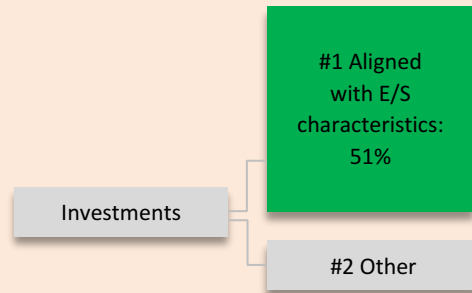 #1 Aligned
with E/S
characteristics:
51%
Investments
#2 Other